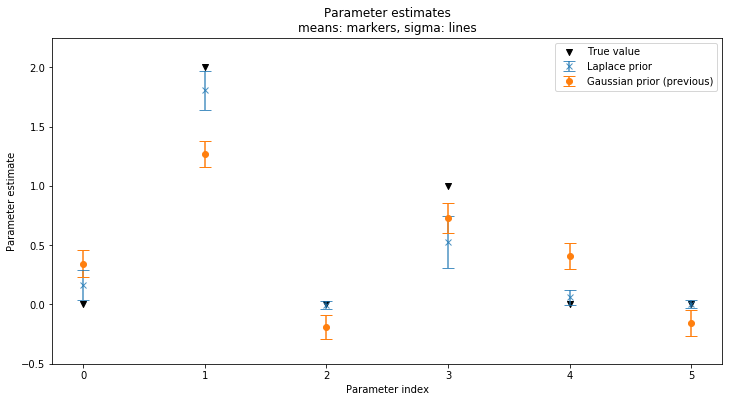 Parameter estimates
means: markers, sigma: lines
True value
Laplace prior
Gaussian prior (previous)
Parameter estimate
2.0
1.5
1.0
0.5
0.0
−0.5
0 1 2 3 4 5
Parameter index